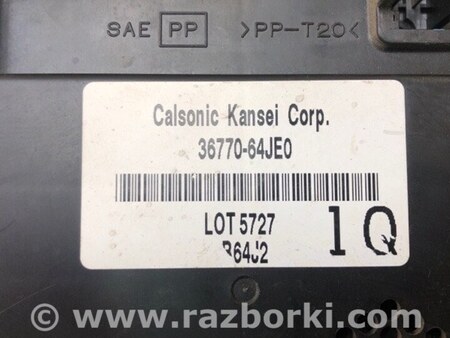 SAE PP >PP-T20<
Calsonic Kansei Corp.
36770-64JE0
LOT 5727
1Q
© www.razborki.com